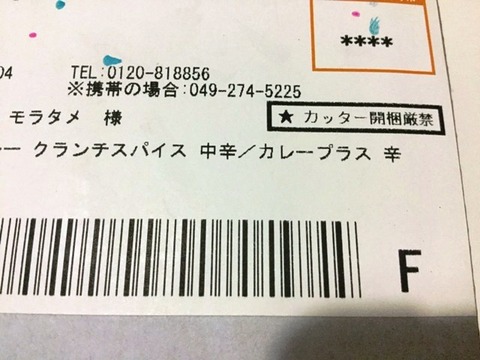 ****
04 TEL:0120-818856
※携帯の場合:049-274-5225
モラタメ 様
★ カッター開梱厳禁
ー クランチスパイス 中辛/カレープラス 辛
F